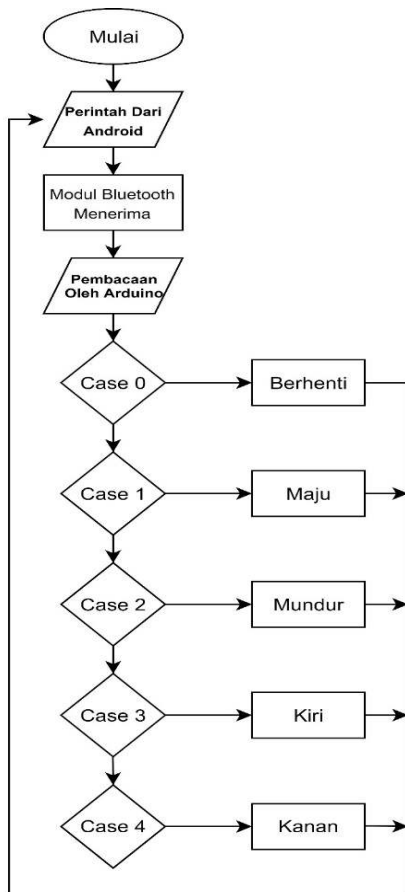 Mulai
Perintah Dari
Android
Modul Bluetooth
Menerima
Pembacaan
Oleh Arduino
Case 0
Berhenti
Case 1
Maju
Case 2
Mundur
Case 3
Kiri
Case 4
Kanan